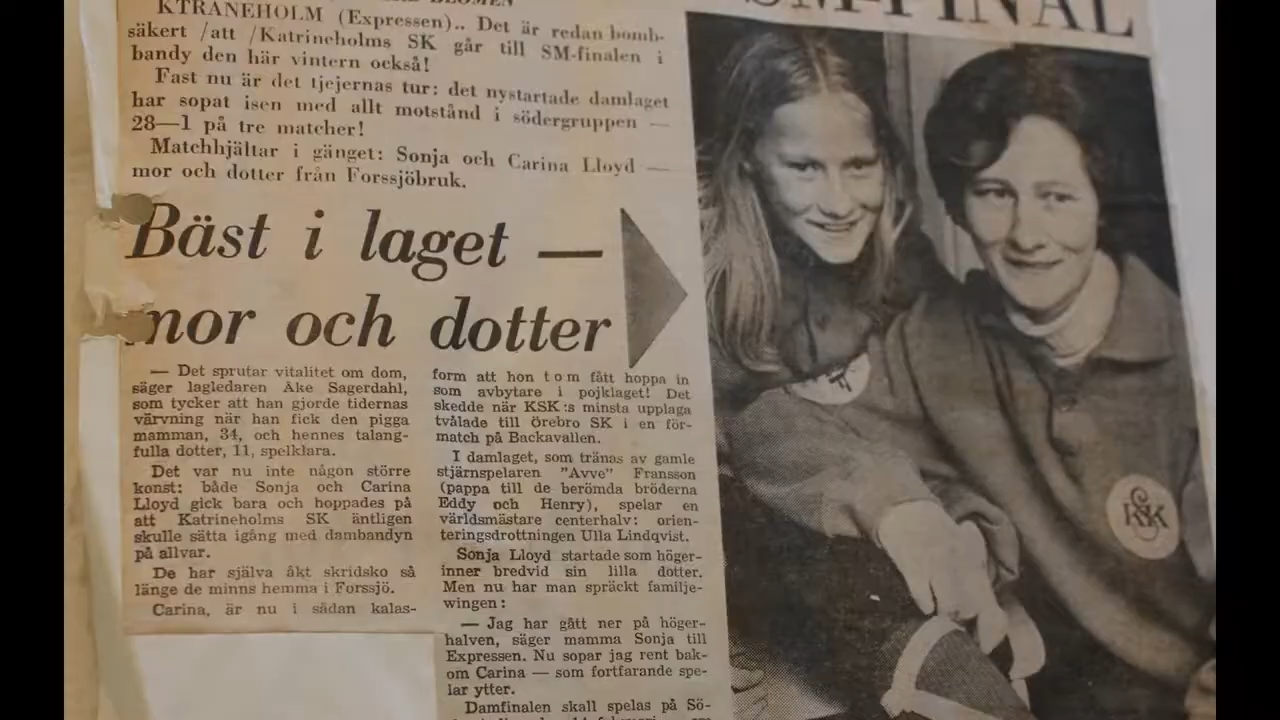 SM-FINAL
KTRANEHOLM (Expressen).. Det är redan bomb-
säkert /att /Katrineholms SK går till SM-finalen i
bandy den här vintern också!
Fast nu är det tjejernas tur: det nystartade damlaget
har sopat isen med allt motstånd i södergruppen —
28—1 på tre matcher!
Matchhjältar i gänget: Sonja och Carina Lloyd —
mor och dotter från Forssjöbruk.
Bäst i laget —
mor och dotter
— Det sprutar vitalitet om dom,
säger lagledaren Åke Sagerdahl,
som tycker att han gjorde tidernas
värvning när han fick den pigga
mamman, 34, och hennes talang-
fulla dotter, 11, spelklara.
Det var nu inte någon större
konst: både Sonja och Carina
Lloyd gick bara och hoppades på
att Katrineholms SK äntligen
skulle sätta igång med dambandyn
på allvar.
De har själva åkt skridsko så
länge de minns hemma i Forssjö.
Carina, är nu i sådan kalas-
form att hon t o m fått hoppa in
som avbytare i pojklaget! Det
skedde när KSK:s minsta upplaga
tvålade till Örebro SK i en för-
match på Backavallen.
I damlaget, som tränas av gamle
stjärnspelaren "Avve" Fransson
(pappa till de berömda bröderna
Eddy och Henry), spelar en
världsmästare centerhalv: orien-
teringsdrottningen Ulla Lindqvist.
Sonja Lloyd startade som höger-
inner bredvid sin lilla dotter.
Men nu har man spräckt familje-
wingen:
— Jag har gått ner på höger-
halven, säger mamma Sonja till
Expressen. Nu sopar jag rent bak-
om Carina — som fortfarande spe-
lar ytter.
Damfinalen skall spelas på Sö-
KSK